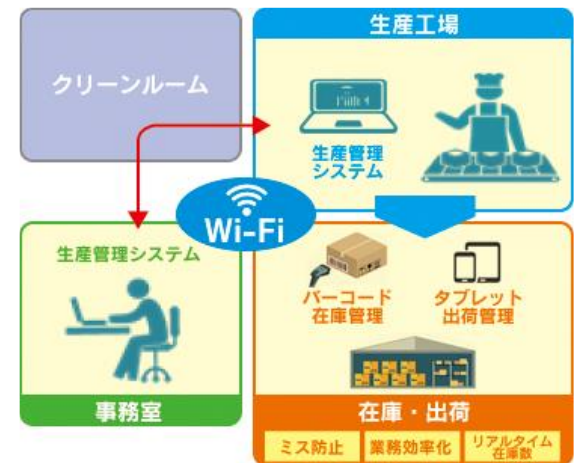 クリーンルーム
生産工場
生産管理
システム
Wi-Fi
生産管理システム
事務室
バーコード
在庫管理
タブレット
出荷管理
在庫・出荷
ミス防止
業務効率化
リアルタイム
在庫数